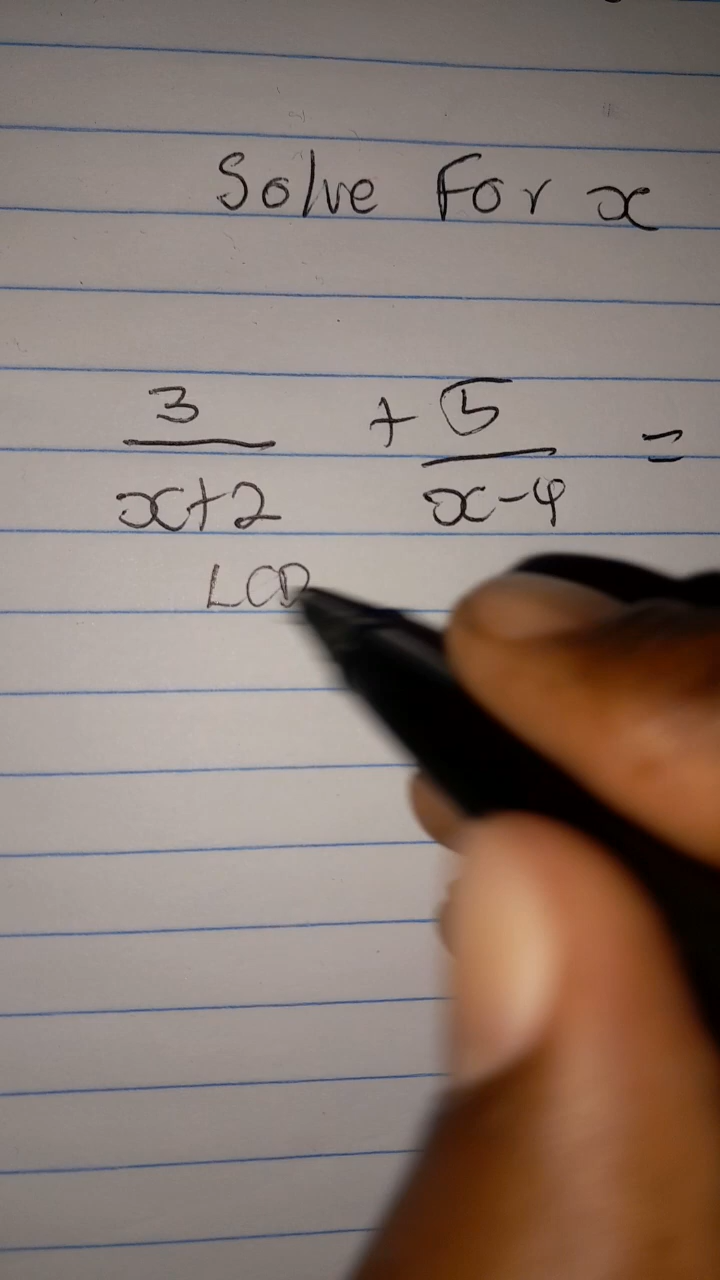 Solve For x
3/(x+2) + 5/(x-4) =
LCD